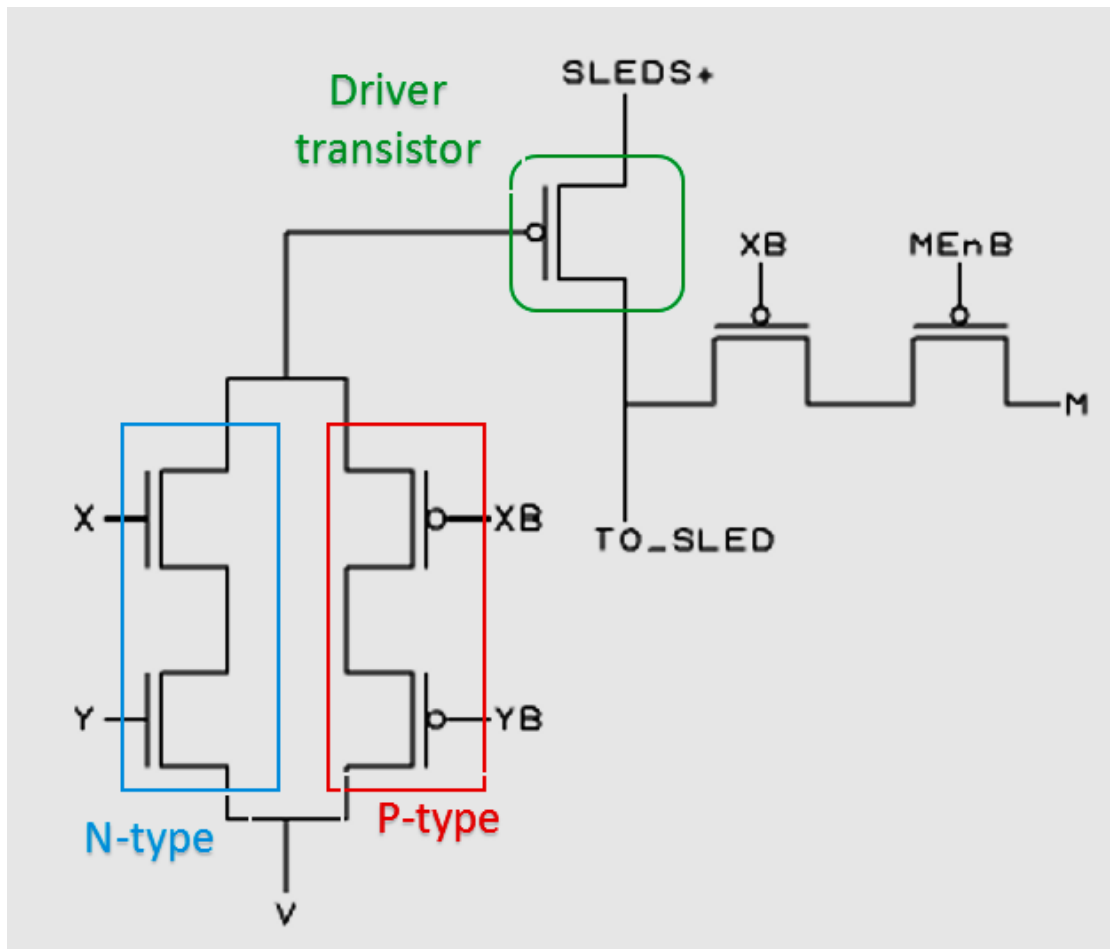 SLEDS+
Driver
transistor
XB
MEnB
M
X
XB
TO_SLED
Y
YB
P-type
N-type
V